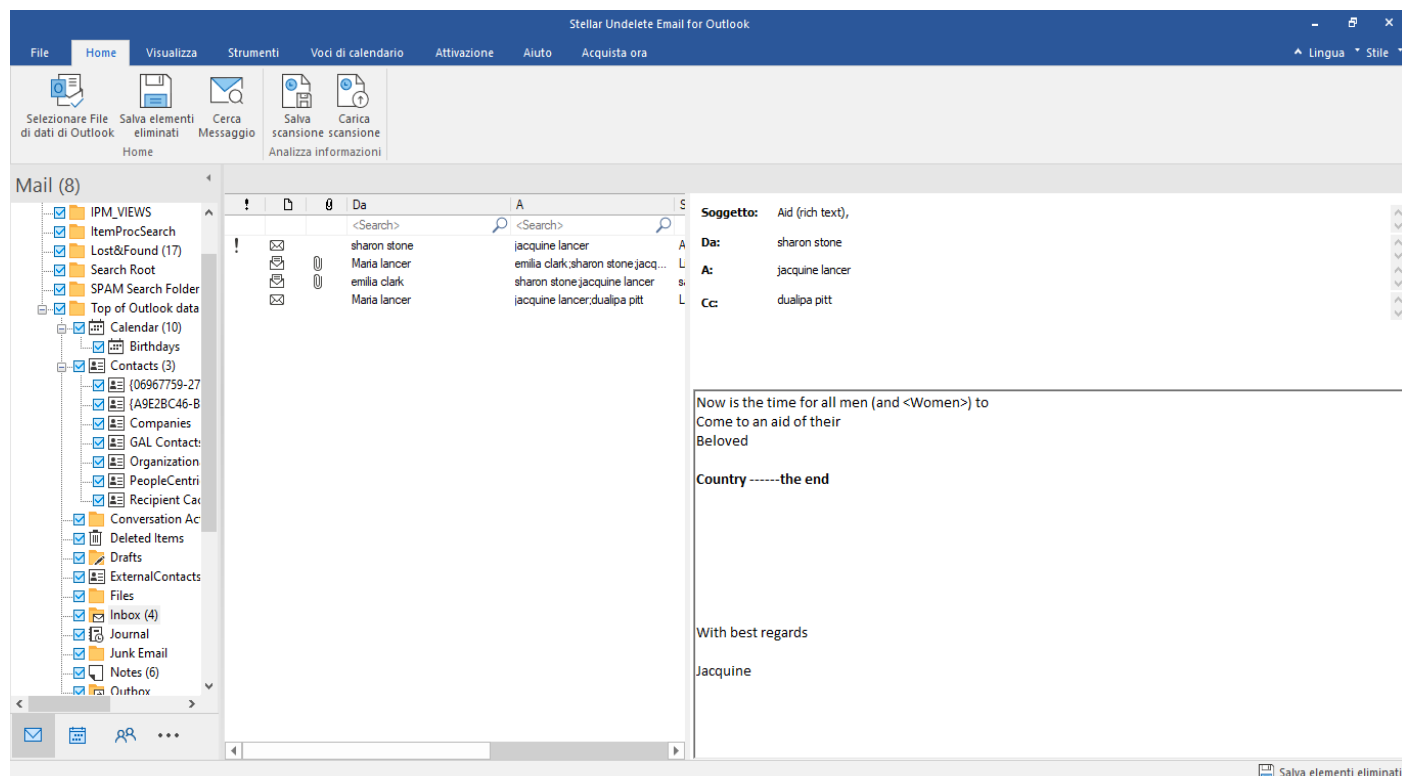 Stellar Undelete Email for Outlook
File Home Visualizza Strumenti Voci di calendario Attivazione Aiuto Acquista ora Lingua Stile
Selezionare File Salva elementi Cerca Salva Carica
di dati di Outlook eliminati Messaggio scansione scansione
Home Analizza informazioni
Mail (8)
IPM_VIEWS
ItemProcSearch
Lost&Found (17)
Search Root
SPAM Search Folder
Top of Outlook data
Calendar (10)
Birthdays
Contacts (3)
{06967759-27
{A9E2BC46-B
Companies
GAL Contacts
Organization
PeopleCentri
Recipient Cac
Conversation Act
Deleted Items
Drafts
ExternalContacts
Files
Inbox (4)
Journal
Junk Email
Notes (6)
Outbox
! Da A S
<Search> <Search>
! sharon stone jacquine lancer A
Maria lancer emilia clark;sharon stone;jacq... Li
emilia clark sharon stone;jacquine lancer sa
Maria lancer jacquine lancer;dualipa pitt L
Soggetto: Aid (rich text),
Da: sharon stone
A: jacquine lancer
Cc: dualipa pitt
Now is the time for all men (and <Women>) to
Come to an aid of their
Beloved
Country ------the end
With best regards
Jacquine
Salva elementi eliminati